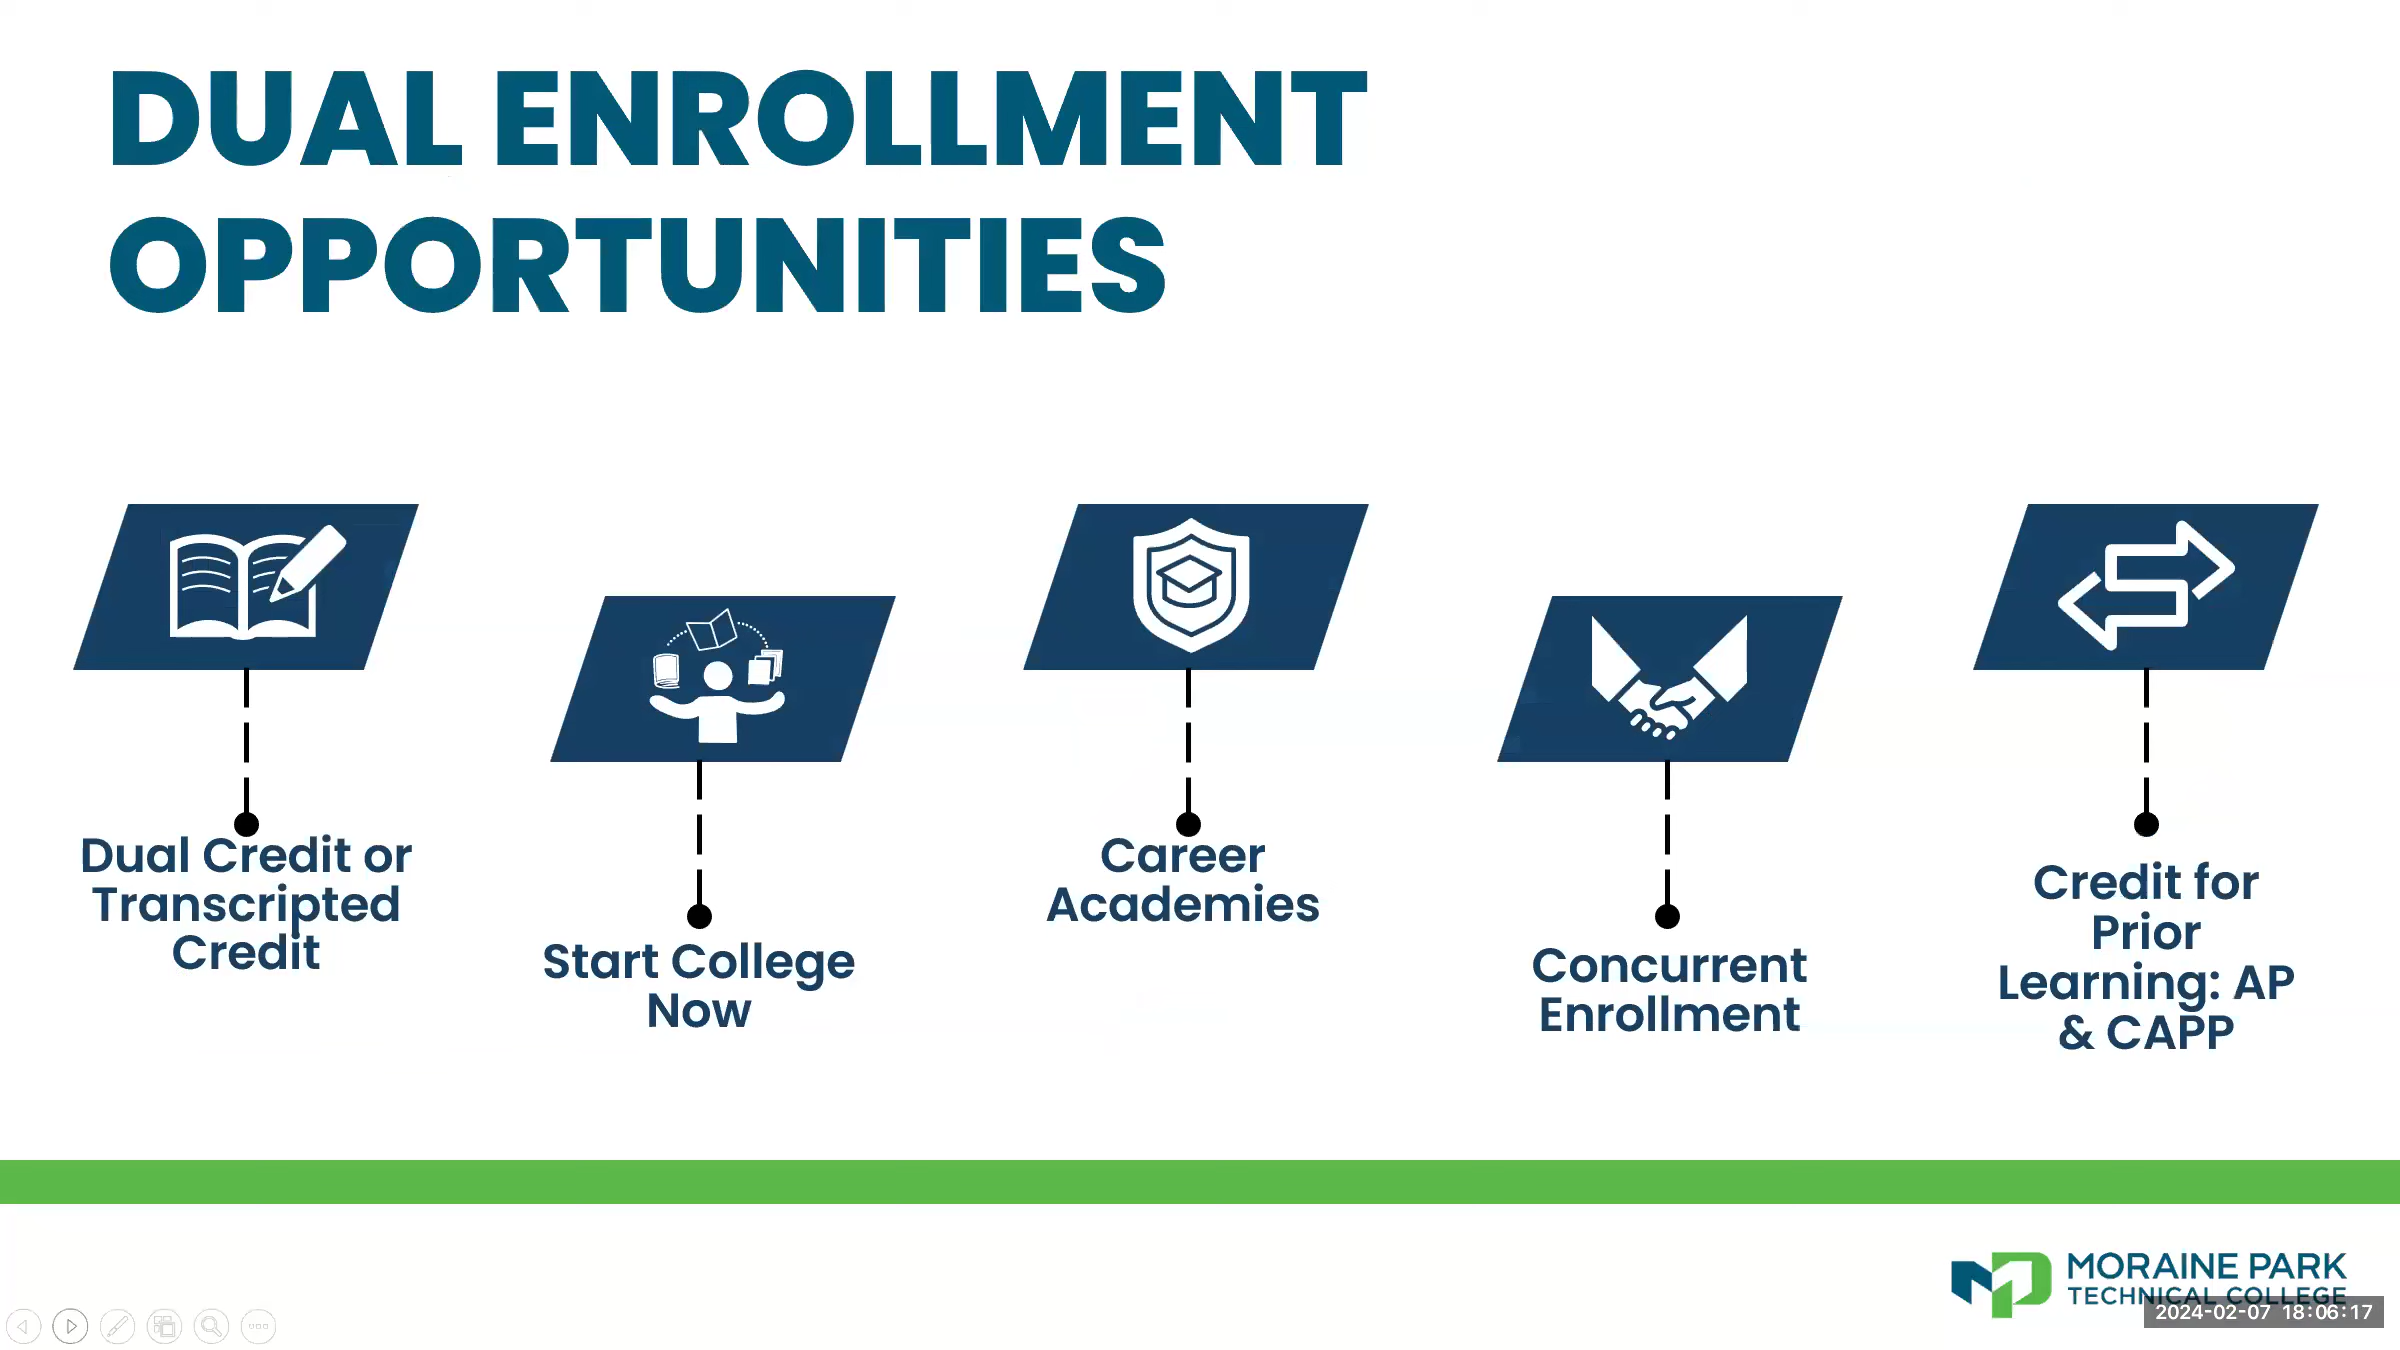 DUAL ENROLLMENT
OPPORTUNITIES
Dual Credit or
Transcripted
Credit
Start College
Now
Career
Academies
Concurrent
Enrollment
Credit for
Prior
Learning: AP
& CAPP
MORAINE PARK
TECHNICAL COLLEGE
2024-02-07 18:06:17